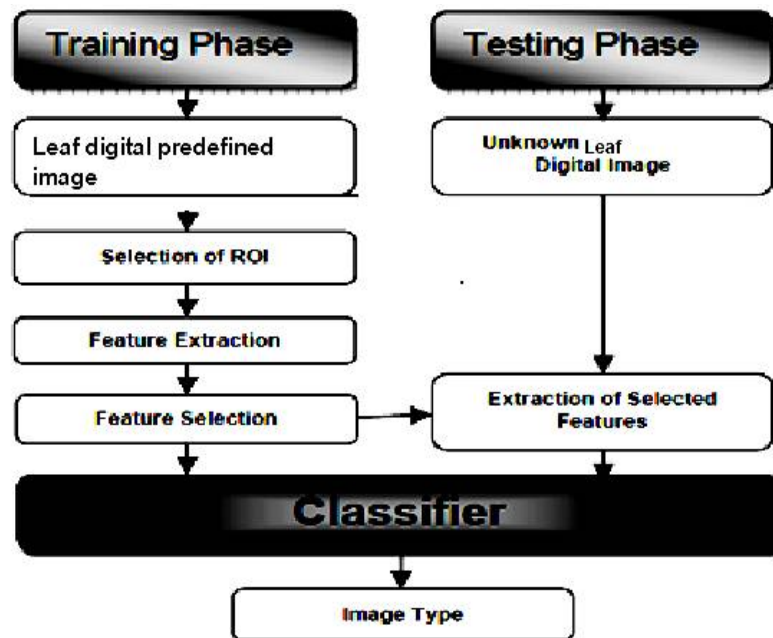 Training Phase
Testing Phase
Leaf digital predefined
image
Unknown Leaf
Digital Image
Selection of ROI
Feature Extraction
Feature Selection
Extraction of Selected
Features
Classifier
Image Type